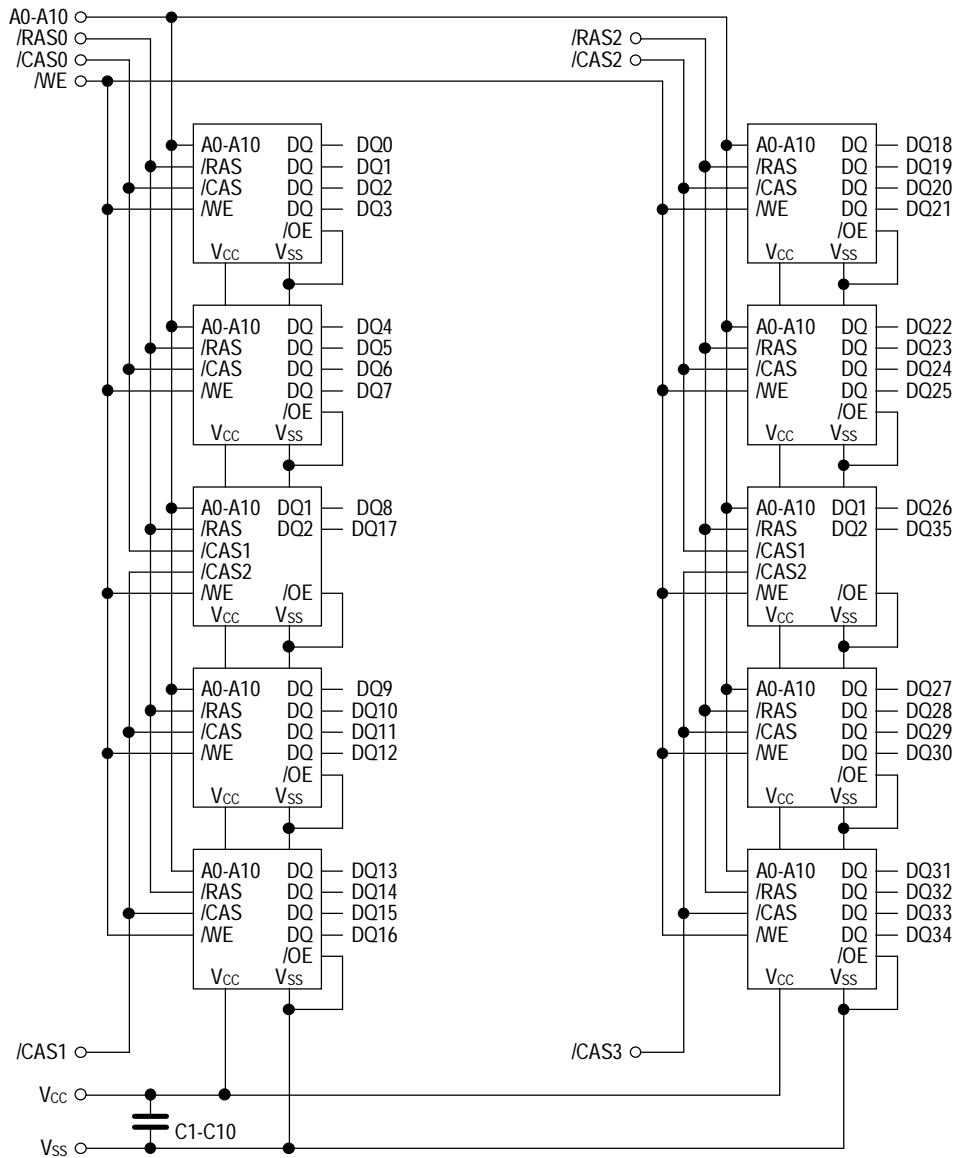 A0-A10
/RAS0
/CAS0
/WE
/RAS2
/CAS2
A0-A10 DQ DQ0
/RAS DQ DQ1
/CAS DQ DQ2
/WE DQ DQ3
/OE
VCC VSS
A0-A10 DQ DQ4
/RAS DQ DQ5
/CAS DQ DQ6
/WE DQ DQ7
/OE
VCC VSS
A0-A10 DQ1 DQ8
/RAS DQ2 DQ17
/CAS1
/CAS2
/WE /OE
VCC VSS
A0-A10 DQ DQ9
/RAS DQ DQ10
/CAS DQ DQ11
/WE DQ DQ12
/OE
VCC VSS
A0-A10 DQ DQ13
/RAS DQ DQ14
/CAS DQ DQ15
/WE DQ DQ16
/OE
VCC VSS
A0-A10 DQ DQ18
/RAS DQ DQ19
/CAS DQ DQ20
/WE DQ DQ21
/OE
VCC VSS
A0-A10 DQ DQ22
/RAS DQ DQ23
/CAS DQ DQ24
/WE DQ DQ25
/OE
VCC VSS
A0-A10 DQ1 DQ26
/RAS DQ2 DQ35
/CAS1
/CAS2
/WE /OE
VCC VSS
A0-A10 DQ DQ27
/RAS DQ DQ28
/CAS DQ DQ29
/WE DQ DQ30
/OE
VCC VSS
A0-A10 DQ DQ31
/RAS DQ DQ32
/CAS DQ DQ33
/WE DQ DQ34
/OE
VCC VSS
/CAS1
/CAS3
VCC
C1-C10
VSS